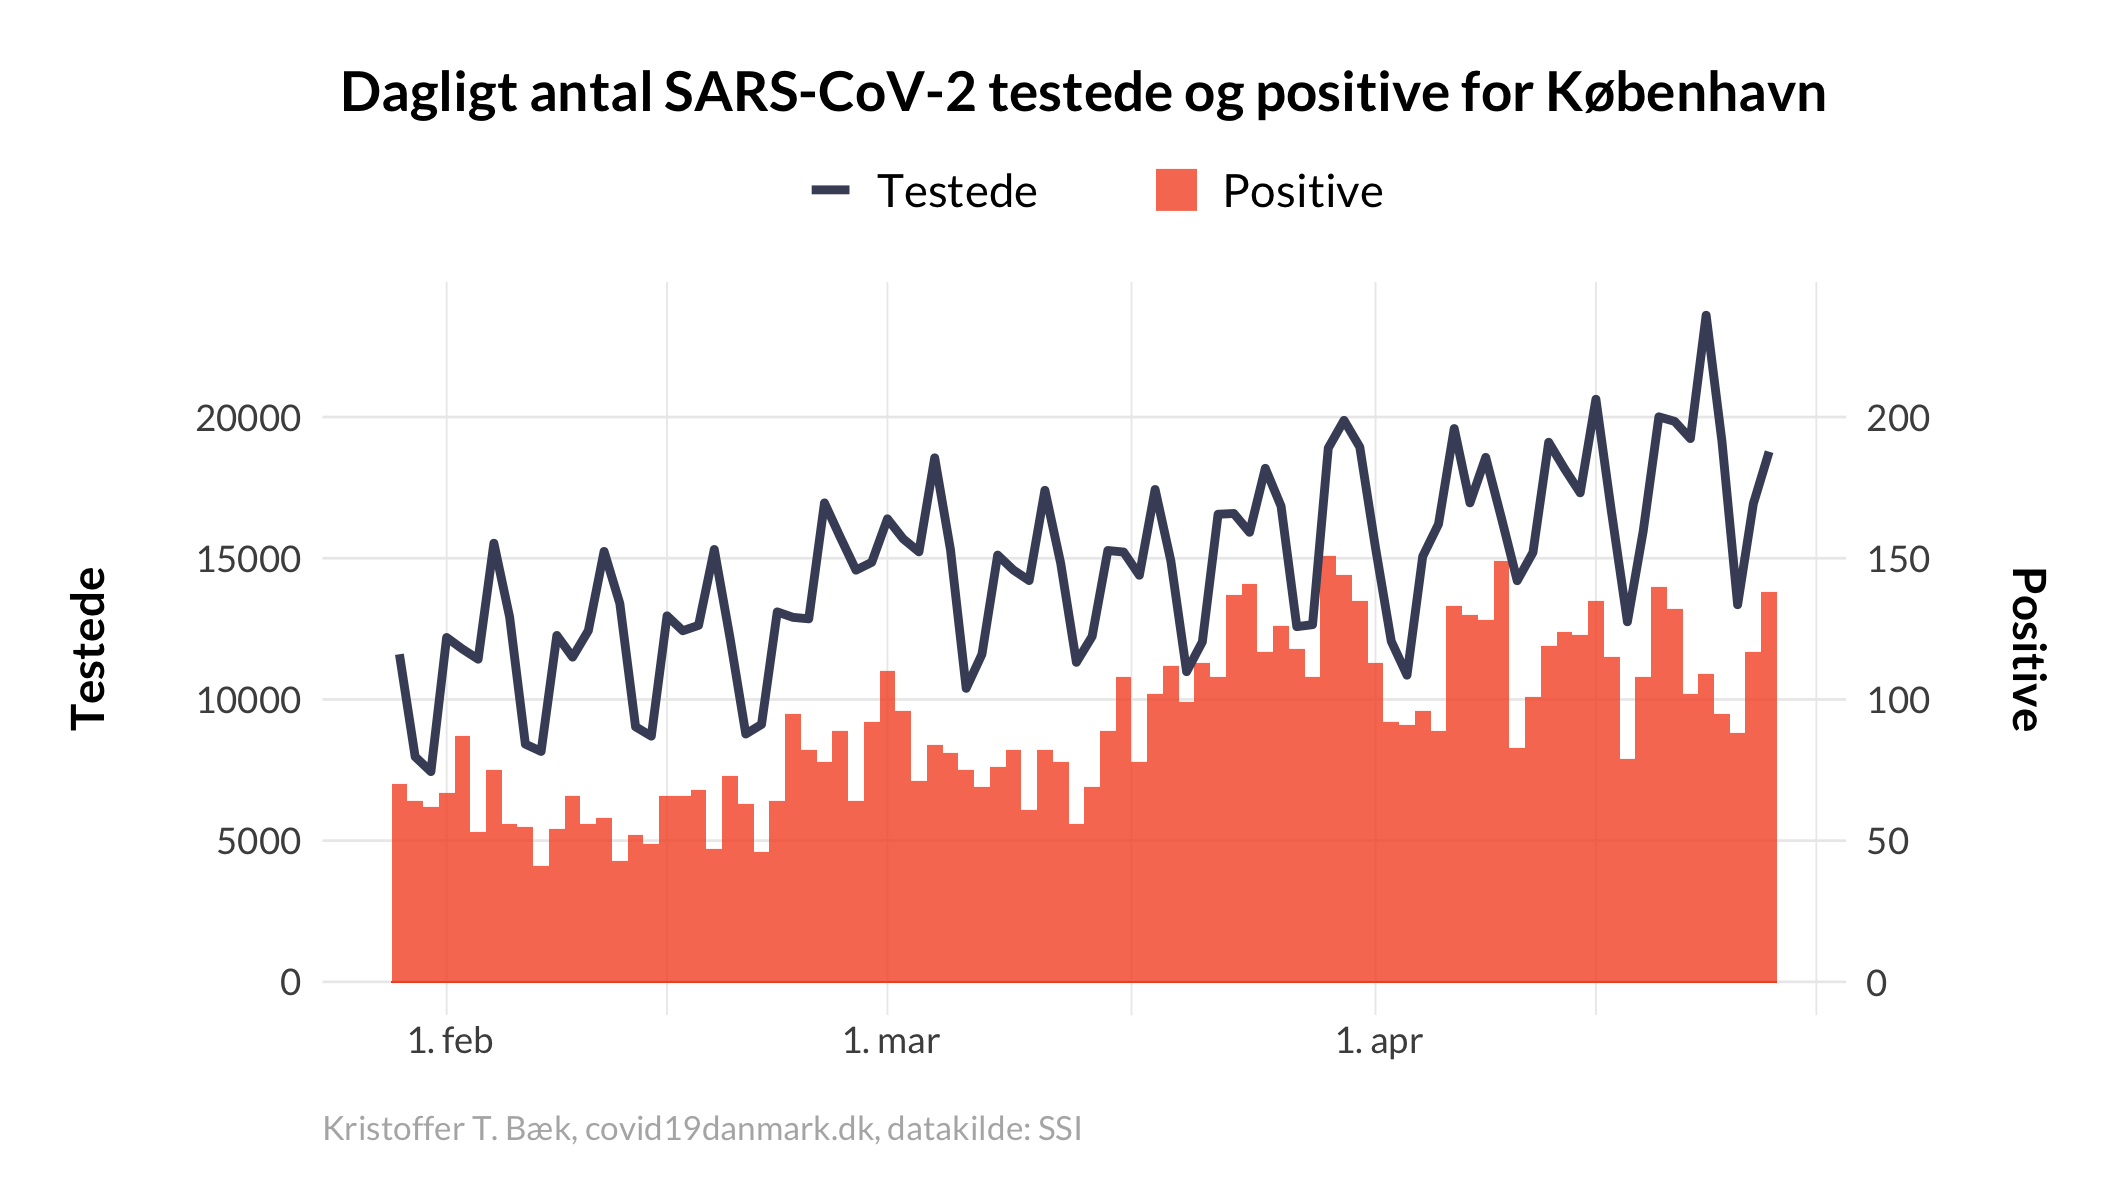 Dagligt antal SARS-CoV-2 testede og positive for København
Testede
Positive
Testede
20000
15000
10000
5000
0
200
150
100
50
0
Positive
1. feb
1. mar
1. apr
Kristoffer T. Bæk, covid19danmark.dk, datakilde: SSI